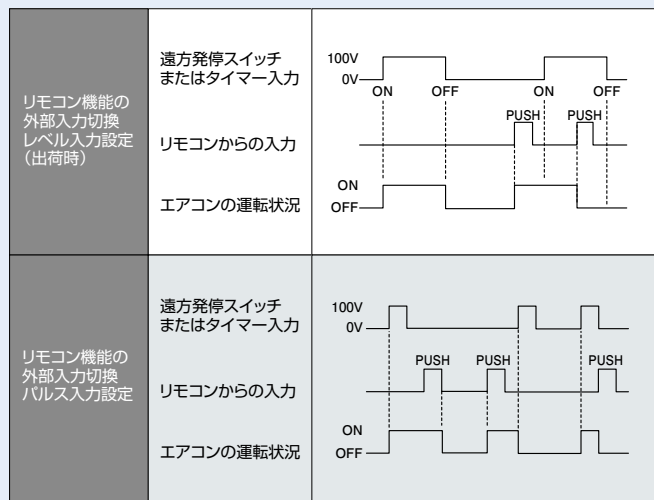 リモコン機能の
外部入力切換
レベル入力設定
（出荷時）
遠方発停スイッチ
またはタイマー入力
100V
0V
ON
OFF
ON
OFF
リモコンからの入力
PUSH
PUSH
エアコンの運転状況
ON
OFF
リモコン機能の
外部入力切換
パルス入力設定
遠方発停スイッチ
またはタイマー入力
100V
0V
リモコンからの入力
PUSH
PUSH
PUSH
エアコンの運転状況
ON
OFF